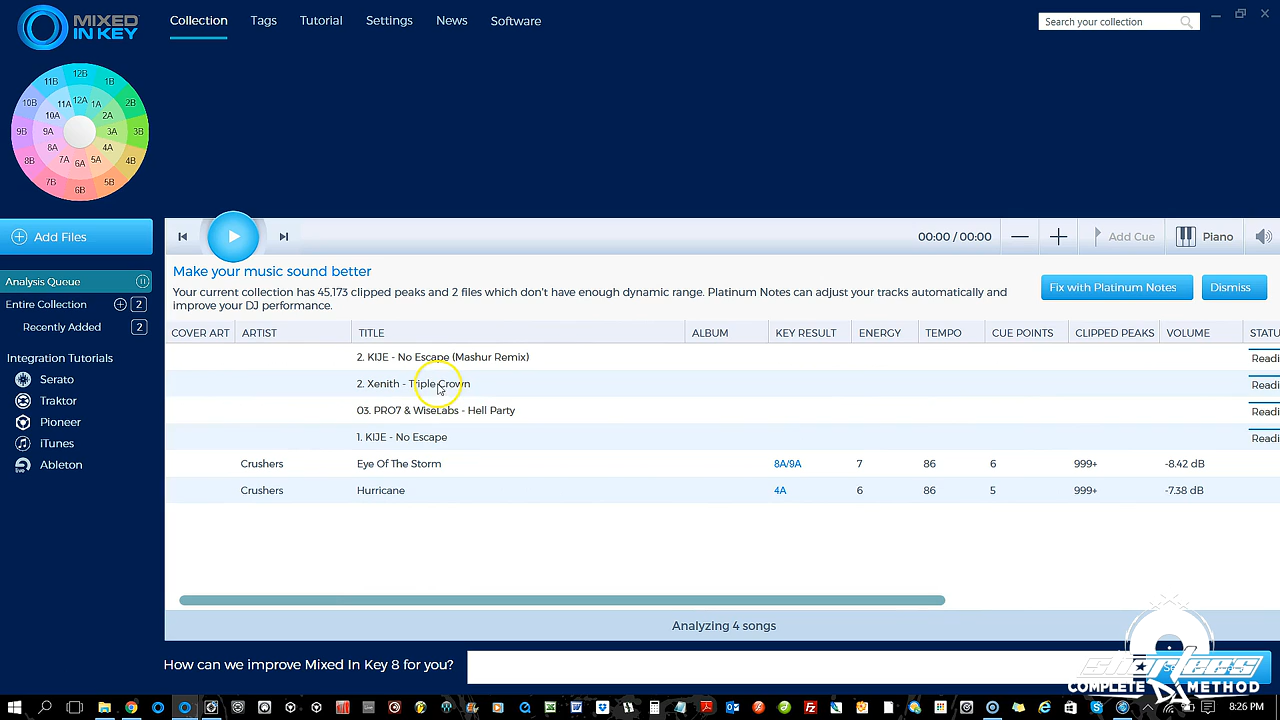 MIXED IN KEY
Collection Tags Tutorial Settings News Software
Search your collection
12B 1B 2B 3B 4B 5B 6B 7B 8B 9B 10B 11B
12A 1A 2A 3A 4A 5A 6A 7A 8A 9A 10A 11A
Add Files
00:00 / 00:00 Add Cue Piano
Analysis Queue
Entire Collection 2
Recently Added 2
Integration Tutorials
Serato
Traktor
Pioneer
iTunes
Ableton
Make your music sound better
Your current collection has 45,173 clipped peaks and 2 files which don't have enough dynamic range. Platinum Notes can adjust your tracks automatically and
improve your DJ performance.
Fix with Platinum Notes Dismiss
COVER ART ARTIST TITLE ALBUM KEY RESULT ENERGY TEMPO CUE POINTS CLIPPED PEAKS VOLUME STATU
2. KIJE - No Escape (Mashur Remix) Readi
2. Xenith - Triple Crown Readi
03. PRO7 & WiseLabs - Hell Party Readi
1. KIJE - No Escape Readi
Crushers Eye Of The Storm 8A/9A 7 86 6 999+ -8.42 dB
Crushers Hurricane 4A 6 86 5 999+ -7.38 dB
Analyzing 4 songs
How can we improve Mixed In Key 8 for you?
COMPLETE DJ METHOD
8:26 PM